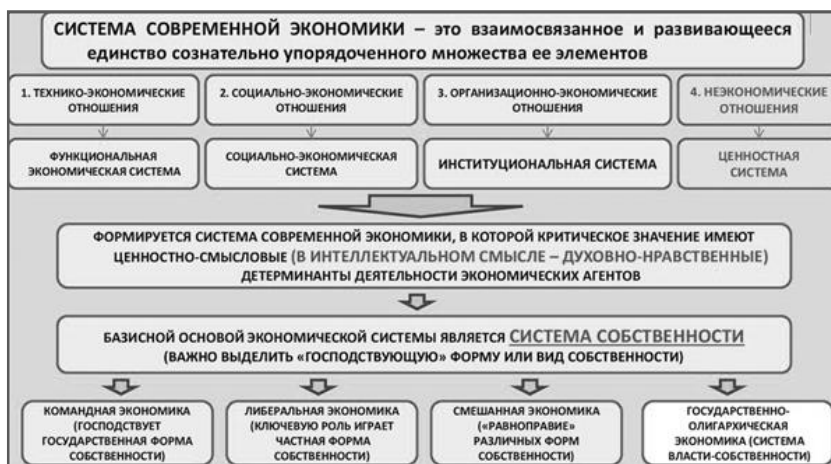 СИСТЕМА СОВРЕМЕННОЙ ЭКОНОМИКИ – это взаимосвязанное и развивающееся
единство сознательно упорядоченного множества ее элементов
1. ТЕХНИКО-ЭКОНОМИЧЕСКИЕ
ОТНОШЕНИЯ
2. СОЦИАЛЬНО-ЭКОНОМИЧЕСКИЕ
ОТНОШЕНИЯ
3. ОРГАНИЗАЦИОННО-ЭКОНОМИЧЕСКИЕ
ОТНОШЕНИЯ
4. НЕЭКОНОМИЧЕСКИЕ
ОТНОШЕНИЯ
ФУНКЦИОНАЛЬНАЯ
ЭКОНОМИЧЕСКАЯ СИСТЕМА
СОЦИАЛЬНО-ЭКОНОМИЧЕСКАЯ
СИСТЕМА
ИНСТИТУЦИОНАЛЬНАЯ СИСТЕМА
ЦЕННОСТНАЯ
СИСТЕМА
ФОРМИРУЕТСЯ СИСТЕМА СОВРЕМЕННОЙ ЭКОНОМИКИ, В КОТОРОЙ КРИТИЧЕСКОЕ ЗНАЧЕНИЕ ИМЕЮТ
ЦЕННОСТНО-СМЫСЛОВЫЕ (В ИНТЕЛЛЕКТУАЛЬНОМ СМЫСЛЕ – ДУХОВНО-НРАВСТВЕННЫЕ)
ДЕТЕРМИНАНТЫ ДЕЯТЕЛЬНОСТИ ЭКОНОМИЧЕСКИХ АГЕНТОВ
БАЗИСНОЙ ОСНОВОЙ ЭКОНОМИЧЕСКОЙ СИСТЕМЫ ЯВЛЯЕТСЯ СИСТЕМА СОБСТВЕННОСТИ
(ВАЖНО ВЫДЕЛИТЬ «ГОСПОДСТВУЮЩУЮ» ФОРМУ ИЛИ ВИД СОБСТВЕННОСТИ)
КОМАНДНАЯ ЭКОНОМИКА
(ГОСПОДСТВУЕТ
ГОСУДАРСТВЕННАЯ ФОРМА
СОБСТВЕННОСТИ)
ЛИБЕРАЛЬНАЯ ЭКОНОМИКА
(КЛЮЧЕВУЮ РОЛЬ ИГРАЕТ
ЧАСТНАЯ ФОРМА
СОБСТВЕННОСТИ)
СМЕШАННАЯ ЭКОНОМИКА
(«РАВНОПРАВИЕ»
РАЗЛИЧНЫХ ФОРМ
СОБСТВЕННОСТИ)
ГОСУДАРСТВЕННО-
ОЛИГАРХИЧЕСКАЯ
ЭКОНОМИКА (СИСТЕМА
ВЛАСТИ-СОБСТВЕННОСТИ)